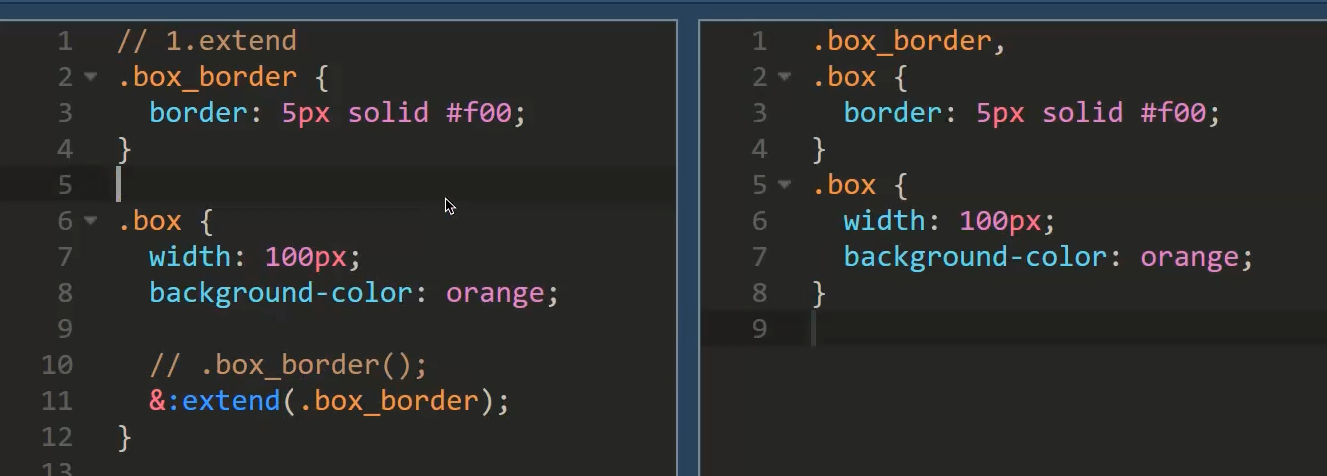 1 // 1.extend
2 .box_border {
3   border: 5px solid #f00;
4 }
5
6 .box {
7   width: 100px;
8   background-color: orange;
9
10   // .box_border();
11   &:extend(.box_border);
12 }
13
1 .box_border,
2 .box {
3   border: 5px solid #f00;
4 }
5 .box {
6   width: 100px;
7   background-color: orange;
8 }
9